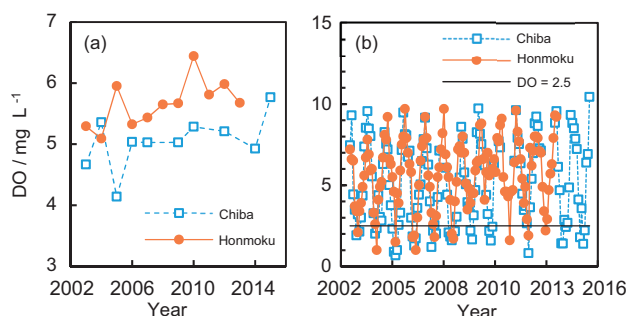 (a)
7
6
5
4
3
DO / mg L⁻¹
Chiba
Honmoku
2002 2006 2010 2014
Year
(b)
15
10
5
0
Chiba
Honmoku
DO = 2.5
2002 2005 2008 2010 2013 2016
Year